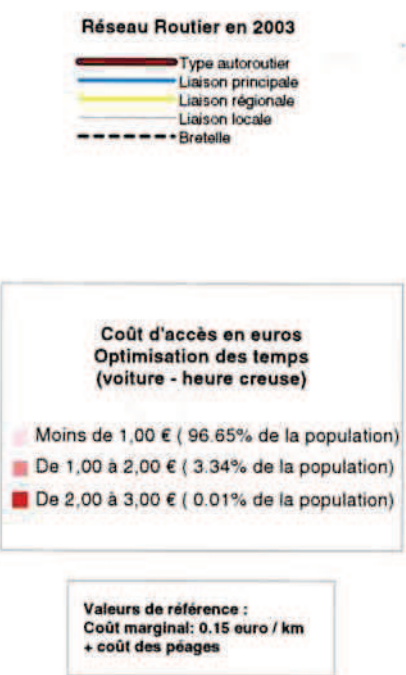 Réseau Routier en 2003
Type autoroutier
Liaison principale
Liaison régionale
Liaison locale
Bretelle
Coût d'accès en euros
Optimisation des temps
(voiture - heure creuse)
Moins de 1,00 € ( 96.65% de la population)
De 1,00 à 2,00 € ( 3.34% de la population)
De 2,00 à 3,00 € ( 0.01% de la population)
Valeurs de référence :
Coût marginal: 0.15 euro / km
+ coût des péages